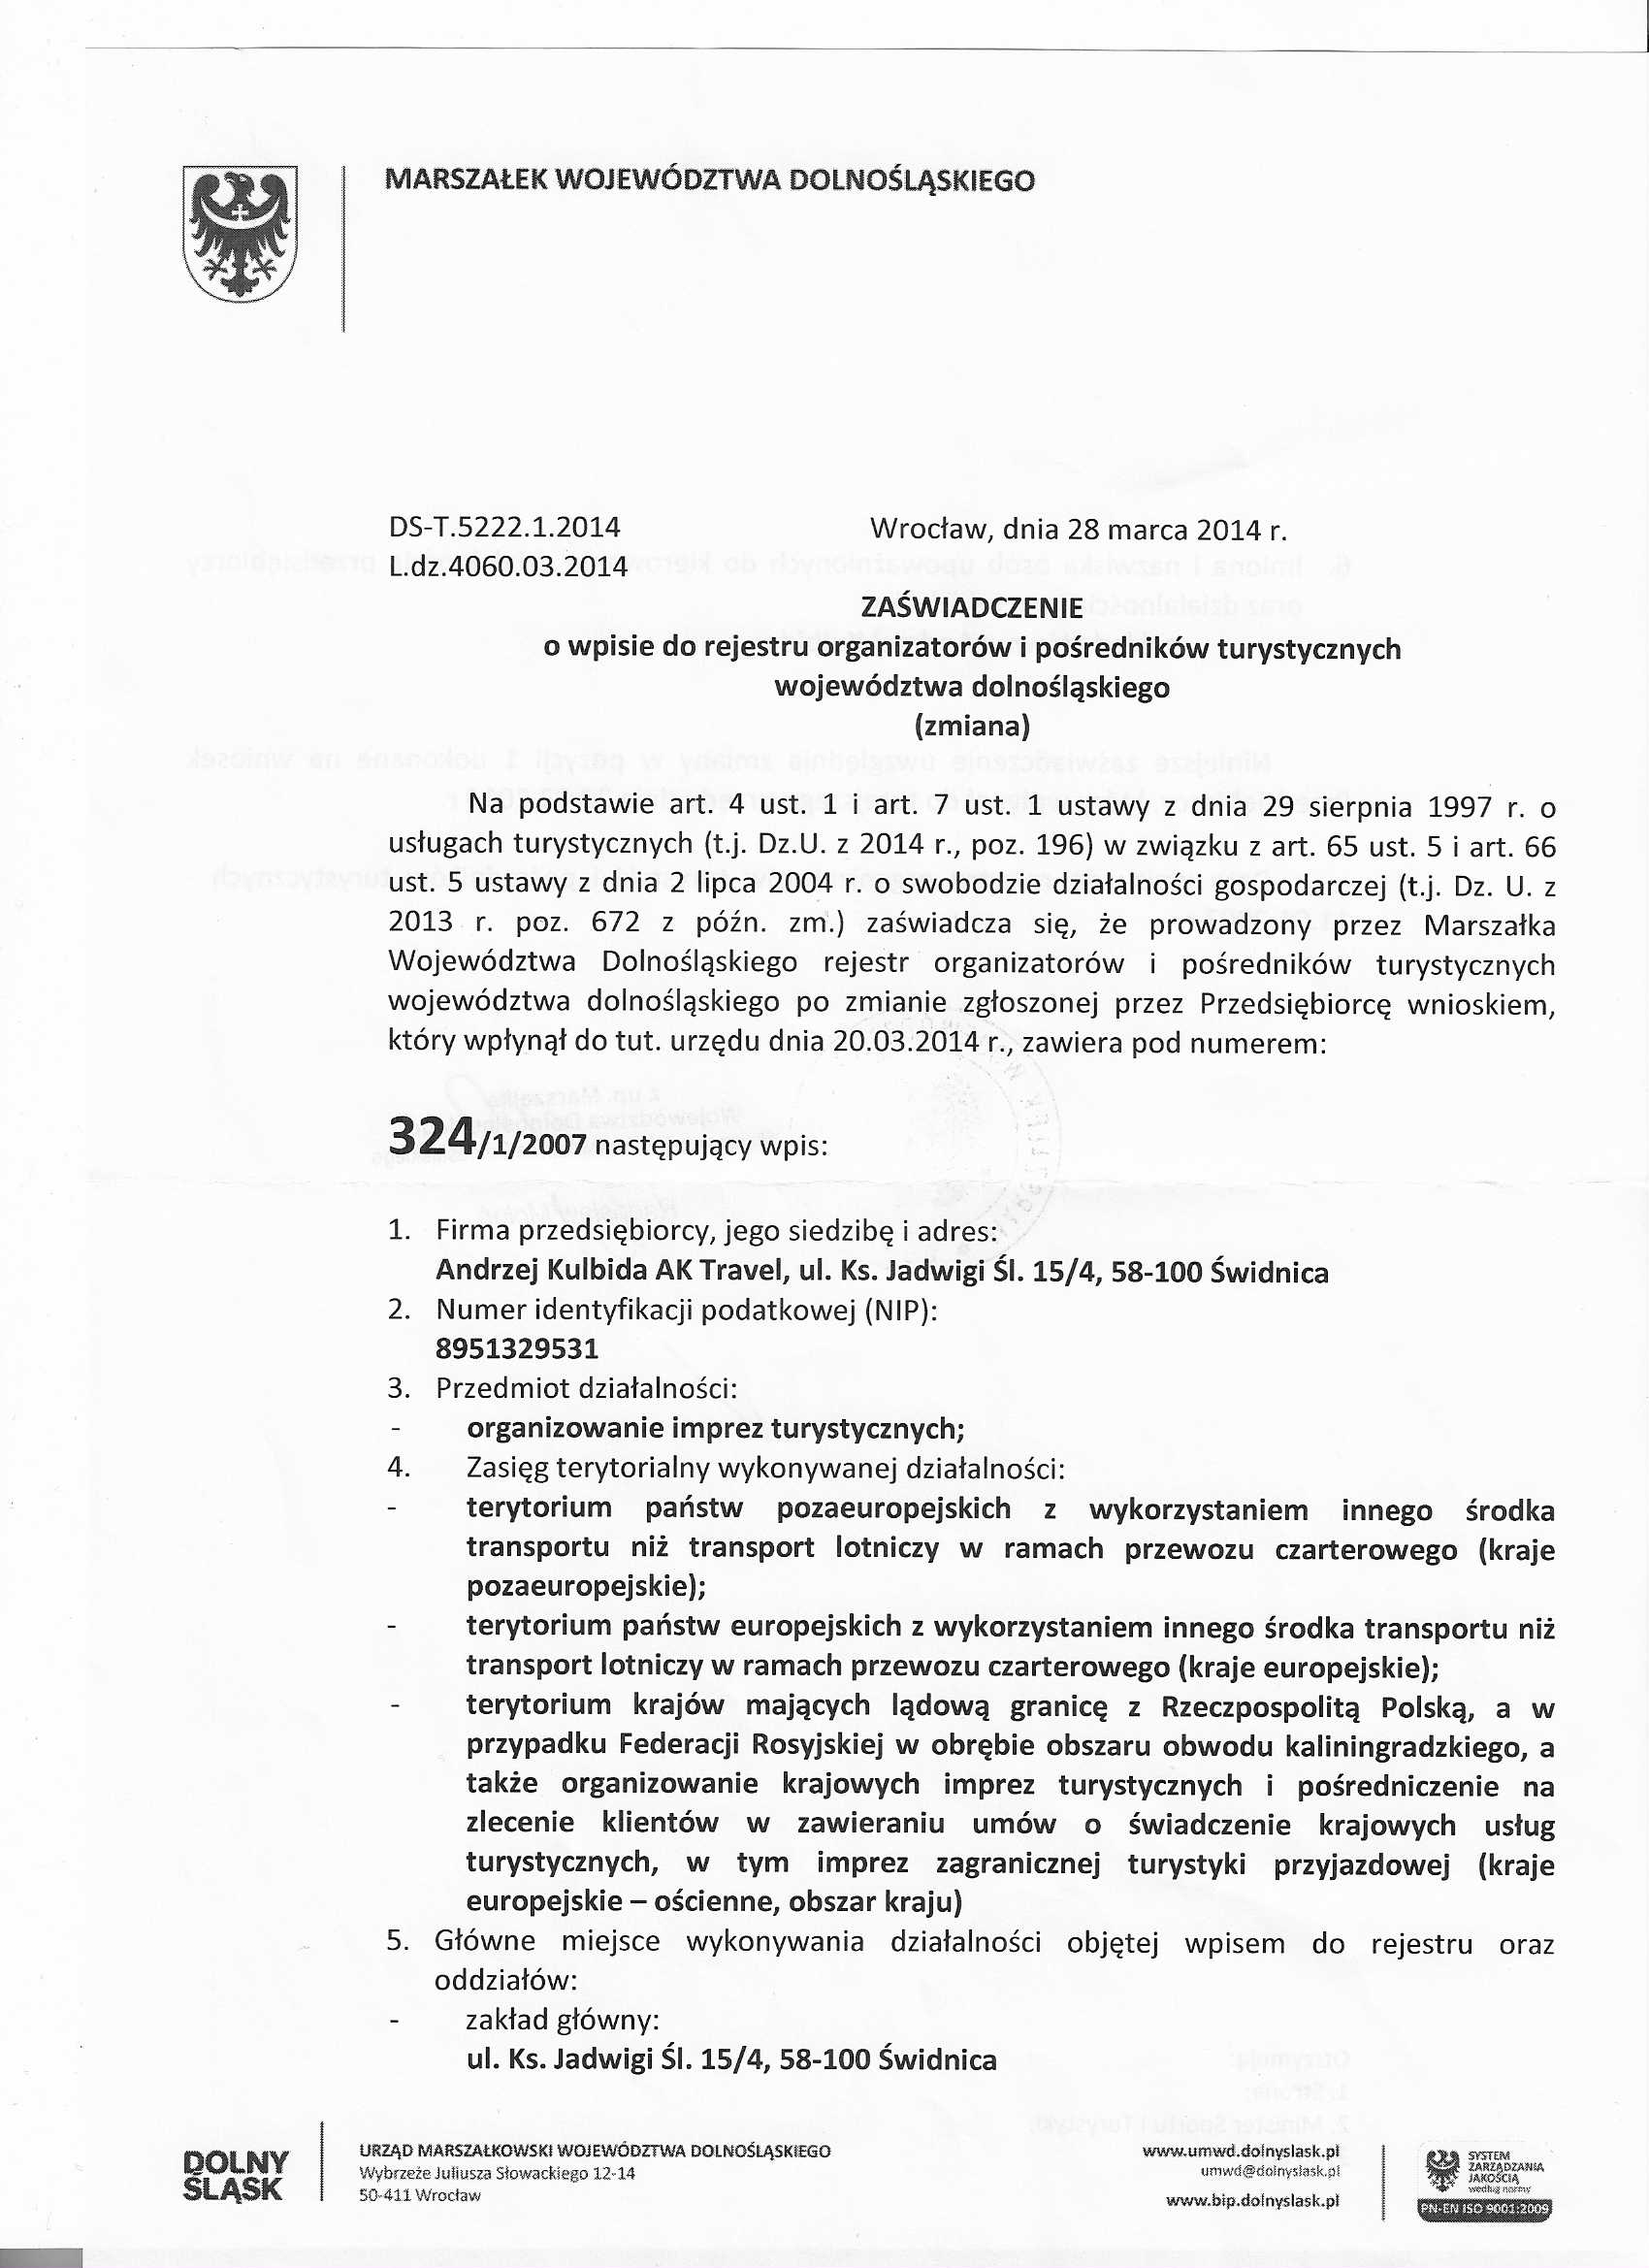 MARSZAŁEK WOJEWÓDZTWA DOLNOŚLĄSKIEGO
DS-T.5222.1.2014 Wrocław, dnia 28 marca 2014 r.
L.dz.4060.03.2014
ZAŚWIADCZENIE
o wpisie do rejestru organizatorów i pośredników turystycznych
województwa dolnośląskiego
(zmiana)
Na podstawie art. 4 ust. 1 i art. 7 ust. 1 ustawy z dnia 29 sierpnia 1997 r. o
usługach turystycznych (t.j. Dz.U. z 2014 r., poz. 196) w związku z art. 65 ust. 5 i art. 66
ust. 5 ustawy z dnia 2 lipca 2004 r. o swobodzie działalności gospodarczej (t.j. Dz. U. z
2013 r. poz. 672 z późn. zm.) zaświadcza się, że prowadzony przez Marszałka
Województwa Dolnośląskiego rejestr organizatorów i pośredników turystycznych
województwa dolnośląskiego po zmianie zgłoszonej przez Przedsiębiorcę wnioskiem,
który wpłynął do tut. urzędu dnia 20.03.2014 r., zawiera pod numerem:
324/1/2007 następujący wpis:
1. Firma przedsiębiorcy, jego siedzibę i adres:
Andrzej Kulbida AK Travel, ul. Ks. Jadwigi Śl. 15/4, 58-100 Świdnica
2. Numer identyfikacji podatkowej (NIP):
8951329531
3. Przedmiot działalności:
- organizowanie imprez turystycznych;
4. Zasięg terytorialny wykonywanej działalności:
- terytorium państw pozaeuropejskich z wykorzystaniem innego środka
transportu niż transport lotniczy w ramach przewozu czarterowego (kraje
pozaeuropejskie);
- terytorium państw europejskich z wykorzystaniem innego środka transportu niż
transport lotniczy w ramach przewozu czarterowego (kraje europejskie);
- terytorium krajów mających lądową granicę z Rzeczpospolitą Polską, a w
przypadku Federacji Rosyjskiej w obrębie obszaru obwodu kaliningradzkiego, a
także organizowanie krajowych imprez turystycznych i pośredniczenie na
zlecenie klientów w zawieraniu umów o świadczenie krajowych usług
turystycznych, w tym imprez zagranicznej turystyki przyjazdowej (kraje
europejskie – ościenne, obszar kraju)
5. Główne miejsce wykonywania działalności objętej wpisem do rejestru oraz
oddziałów:
- zakład główny:
ul. Ks. Jadwigi Śl. 15/4, 58-100 Świdnica
DOLNY
ŚLĄSK
URZĄD MARSZAŁKOWSKI WOJEWÓDZTWA DOLNOŚLĄSKIEGO
Wybrzeże Juliusza Słowackiego 12-14
50-411 Wrocław
www.umwd.dolnyslask.pl
umwd@dolnyslask.pl
www.bip.dolnyslask.pl
SYSTEM
ZARZĄDZANIA
JAKOŚCIĄ
według normy
PN-EN ISO 9001:2009